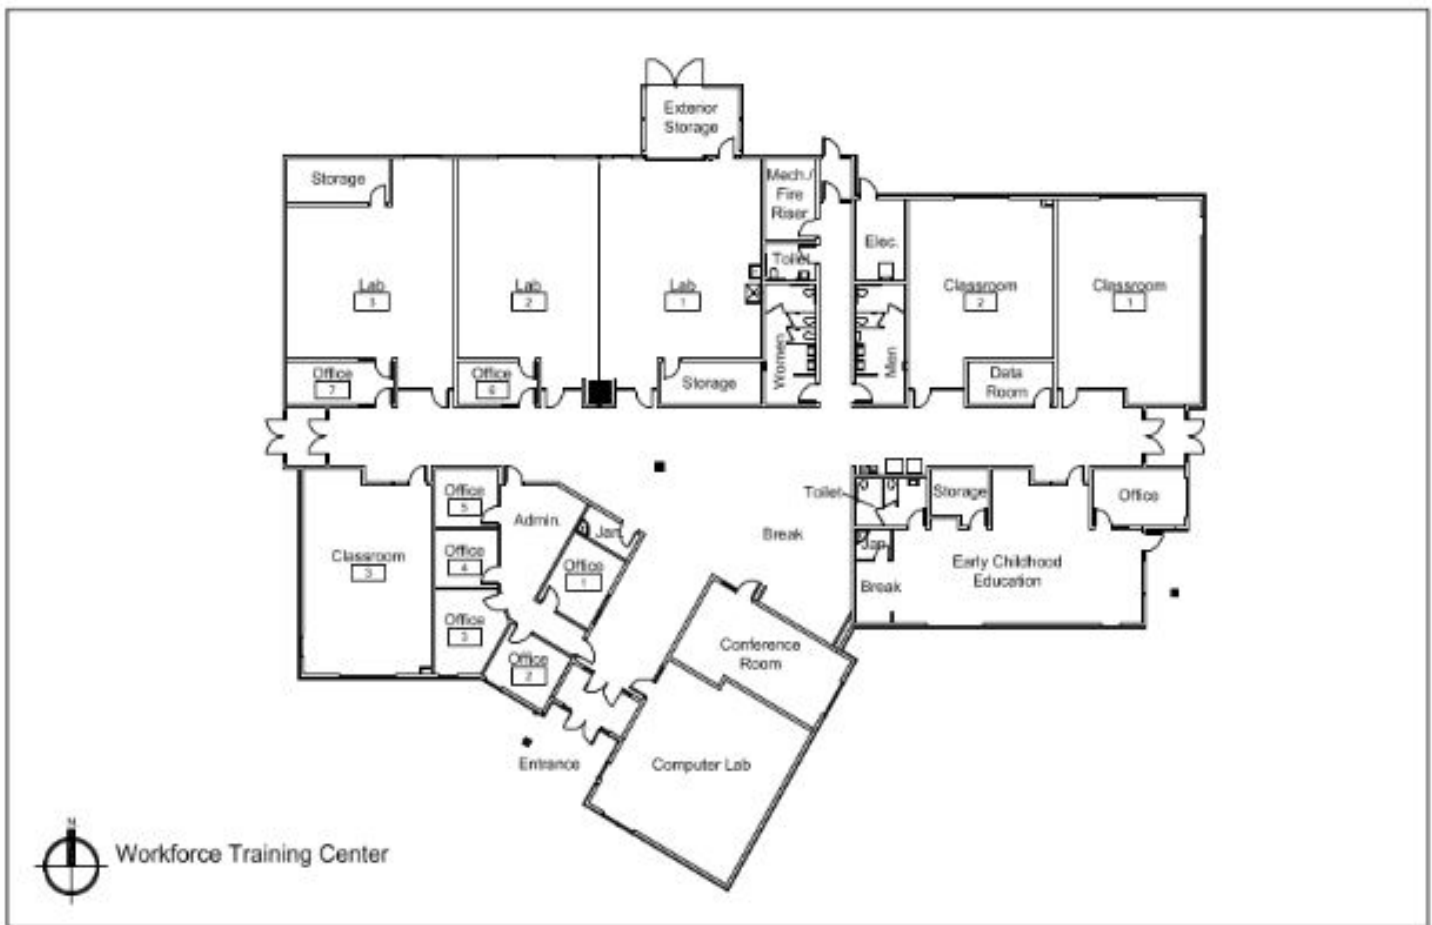 Exterior
Storage
Storage
Mech./
Fire
Riser
Toilet
Elec.
Lab
3
Lab
2
Lab
1
Classroom
2
Classroom
1
Women
Men
Office
7
Office
6
Storage
Data
Room
Office
5
Admin.
Jan.
Break
Toilet
Storage
Office
Classroom
3
Office
4
Office
1
Jan.
Break
Early Childhood
Education
Office
3
Office
2
Conference
Room
Entrance
Computer Lab
N
Workforce Training Center